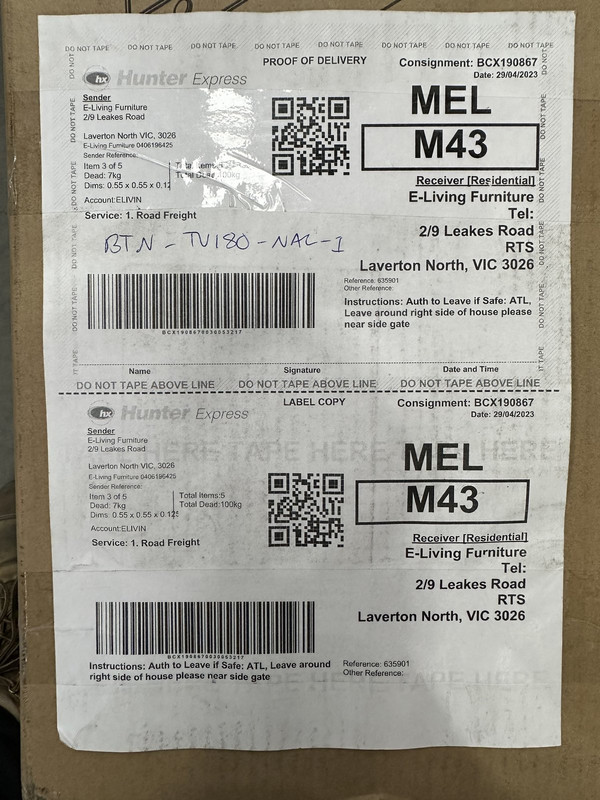 DO NOT TAPE DO NOT TAPE DO NOT TAPE DO NOT TAPE DO NOT TAPE DO NOT TAPE DO NOT TAPE DO NOT TAPE
PROOF OF DELIVERY
Consignment: BCX190867
Date: 29/04/2023
hx Hunter Express
Sender
E-Living Furniture
2/9 Leakes Road
Laverton North VIC, 3026
E-Living Furniture 0406196425
Sender Reference:
Item 3 of 5
Dead: 7kg
Dims: 0.55 x 0.55 x 0.12
Account:ELIVIN
Service: 1. Road Freight
MEL
M43
Receiver [Residential]
E-Living Furniture
Tel:
2/9 Leakes Road
RTS
Laverton North, VIC 3026
BTN - TV180 - NAL - 1
Reference: 635901
Other Reference:
Instructions: Auth to Leave if Safe: ATL,
Leave around right side of house please
near side gate
Name Signature Date and Time
DO NOT TAPE ABOVE LINE DO NOT TAPE ABOVE LINE DO NOT TAPE ABOVE LINE
LABEL COPY
Consignment: BCX190867
Date: 29/04/2023
hx Hunter Express
Sender
E-Living Furniture
2/9 Leakes Road
Laverton North VIC, 3026
E-Living Furniture 0406196425
Sender Reference:
Item 3 of 5 Total Items:5
Dead: 7kg Total Dead:100kg
Dims: 0.55 x 0.55 x 0.125
Account:ELIVIN
Service: 1. Road Freight
MEL
M43
Receiver [Residential]
E-Living Furniture
Tel:
2/9 Leakes Road
RTS
Laverton North, VIC 3026
Instructions: Auth to Leave if Safe: ATL, Leave around
right side of house please near side gate
Reference: 635901
Other Reference: